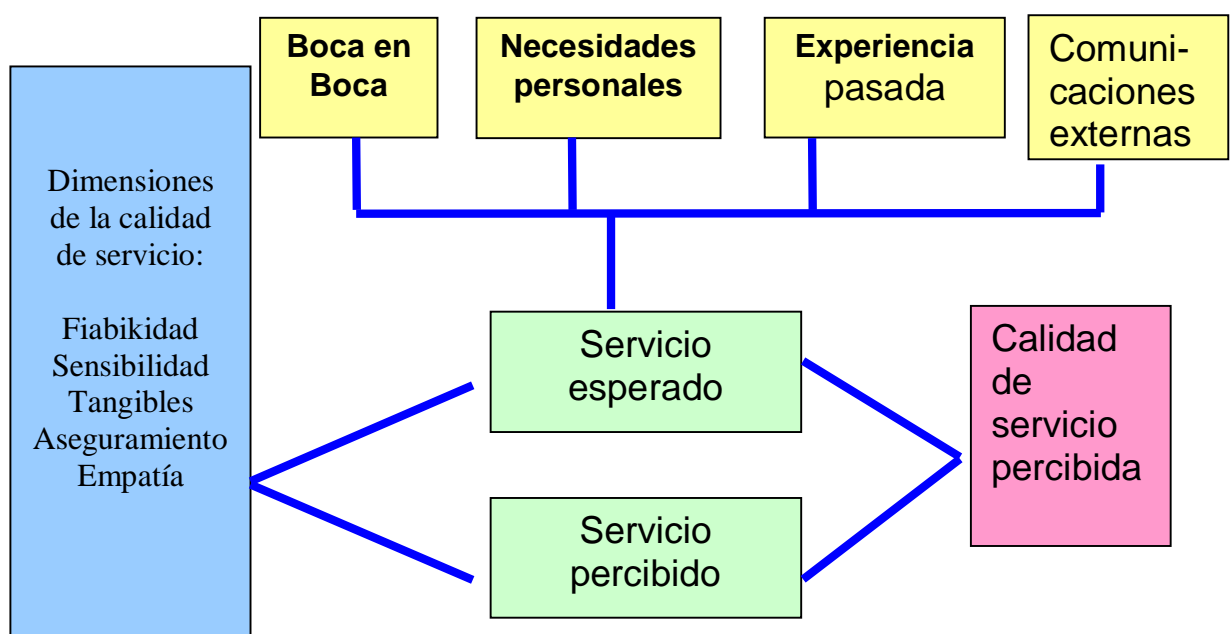 Boca en
Boca
Necesidades
personales
Experiencia
pasada
Comuni-
caciones
externas
Dimensiones
de la calidad
de servicio:
Fiabikidad
Sensibilidad
Tangibles
Aseguramiento
Empatía
Servicio
esperado
Servicio
percibido
Calidad
de
servicio
percibida